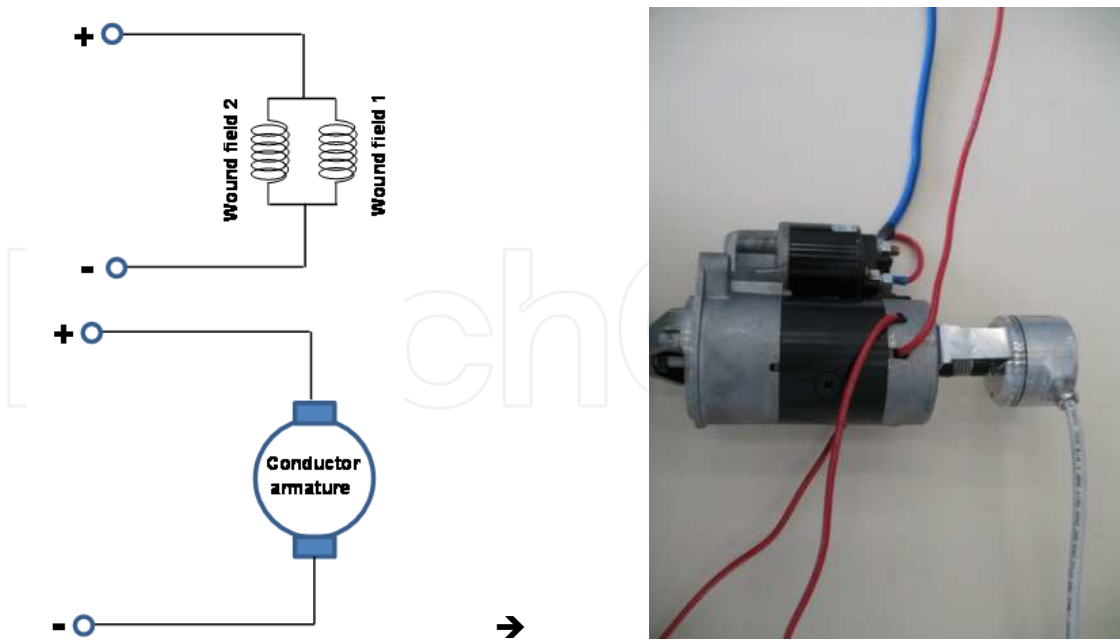 +
Wound field 2
Wound field 1
-
+
Conductor
armature
-
➔